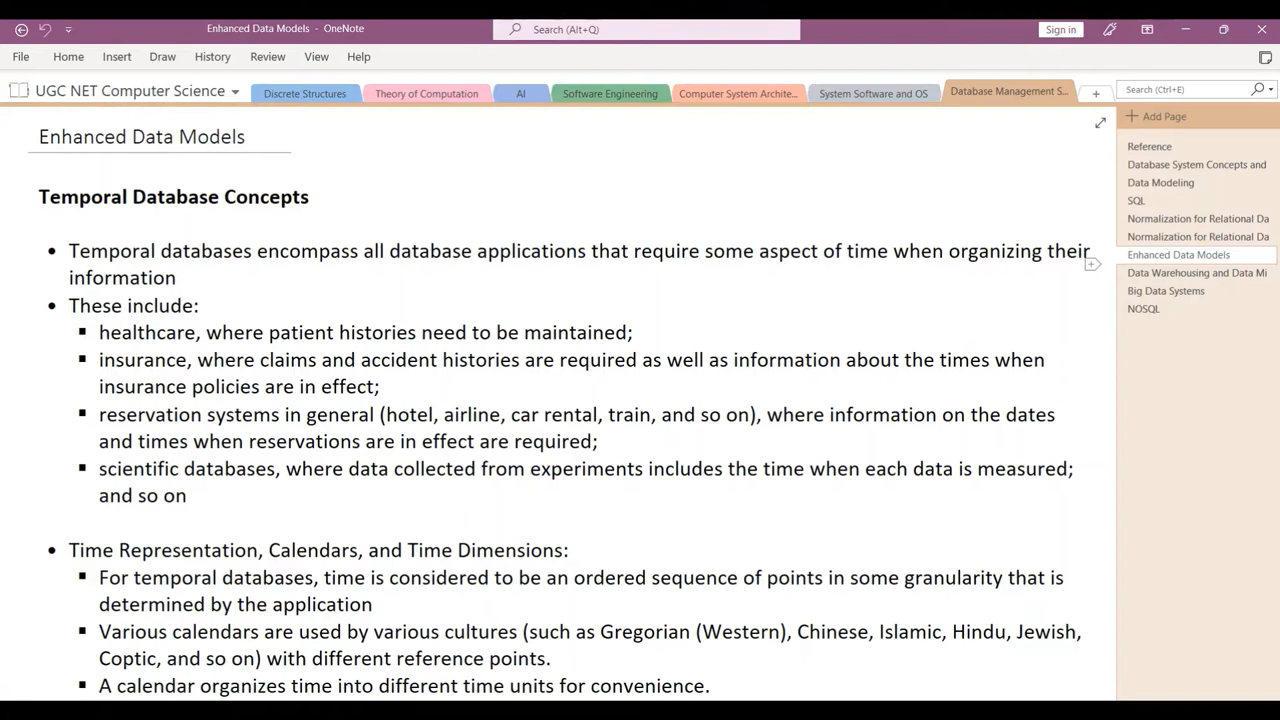 Enhanced Data Models - OneNote
Search (Alt+Q)
Sign in
File Home Insert Draw History Review View Help
UGC NET Computer Science
Discrete Structures
Theory of Computation
AI
Software Engineering
Computer System Archite...
System Software and OS
Database Management S...
Search (Ctrl+E)
Enhanced Data Models
Temporal Database Concepts
• Temporal databases encompass all database applications that require some aspect of time when organizing their
information
• These include:
▪ healthcare, where patient histories need to be maintained;
▪ insurance, where claims and accident histories are required as well as information about the times when
insurance policies are in effect;
▪ reservation systems in general (hotel, airline, car rental, train, and so on), where information on the dates
and times when reservations are in effect are required;
▪ scientific databases, where data collected from experiments includes the time when each data is measured;
and so on
• Time Representation, Calendars, and Time Dimensions:
▪ For temporal databases, time is considered to be an ordered sequence of points in some granularity that is
determined by the application
▪ Various calendars are used by various cultures (such as Gregorian (Western), Chinese, Islamic, Hindu, Jewish,
Coptic, and so on) with different reference points.
▪ A calendar organizes time into different time units for convenience.
Add Page
Reference
Database System Concepts and
Data Modeling
SQL
Normalization for Relational Da
Normalization for Relational Da
Enhanced Data Models
Data Warehousing and Data Mi
Big Data Systems
NOSQL